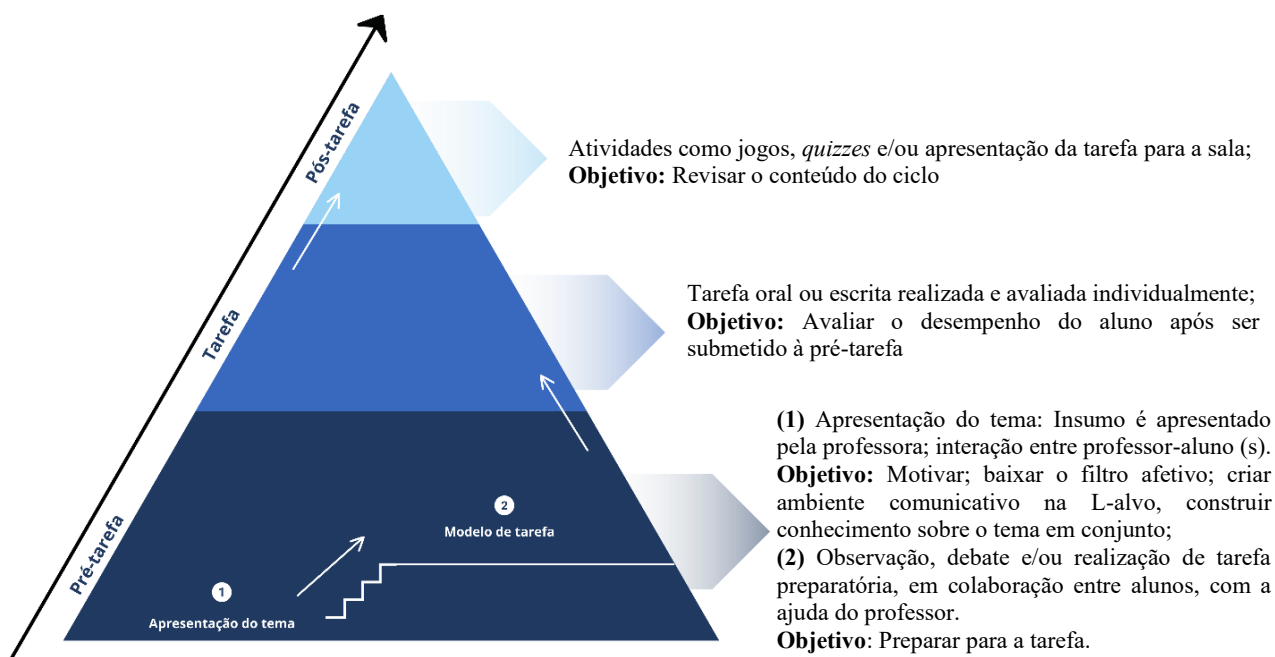 Pós-tarefa
Atividades como jogos, quizzes e/ou apresentação da tarefa para a sala;
Objetivo: Revisar o conteúdo do ciclo
Tarefa
Tarefa oral ou escrita realizada e avaliada individualmente;
Objetivo: Avaliar o desempenho do aluno após ser
submetido à pré-tarefa
Pré-tarefa
1
Apresentação do tema
2
Modelo de tarefa
(1) Apresentação do tema: Insumo é apresentado
pela professora; interação entre professor-aluno (s).
Objetivo: Motivar; baixar o filtro afetivo; criar
ambiente comunicativo na L-alvo, construir
conhecimento sobre o tema em conjunto;
(2) Observação, debate e/ou realização de tarefa
preparatória, em colaboração entre alunos, com a
ajuda do professor.
Objetivo: Preparar para a tarefa.